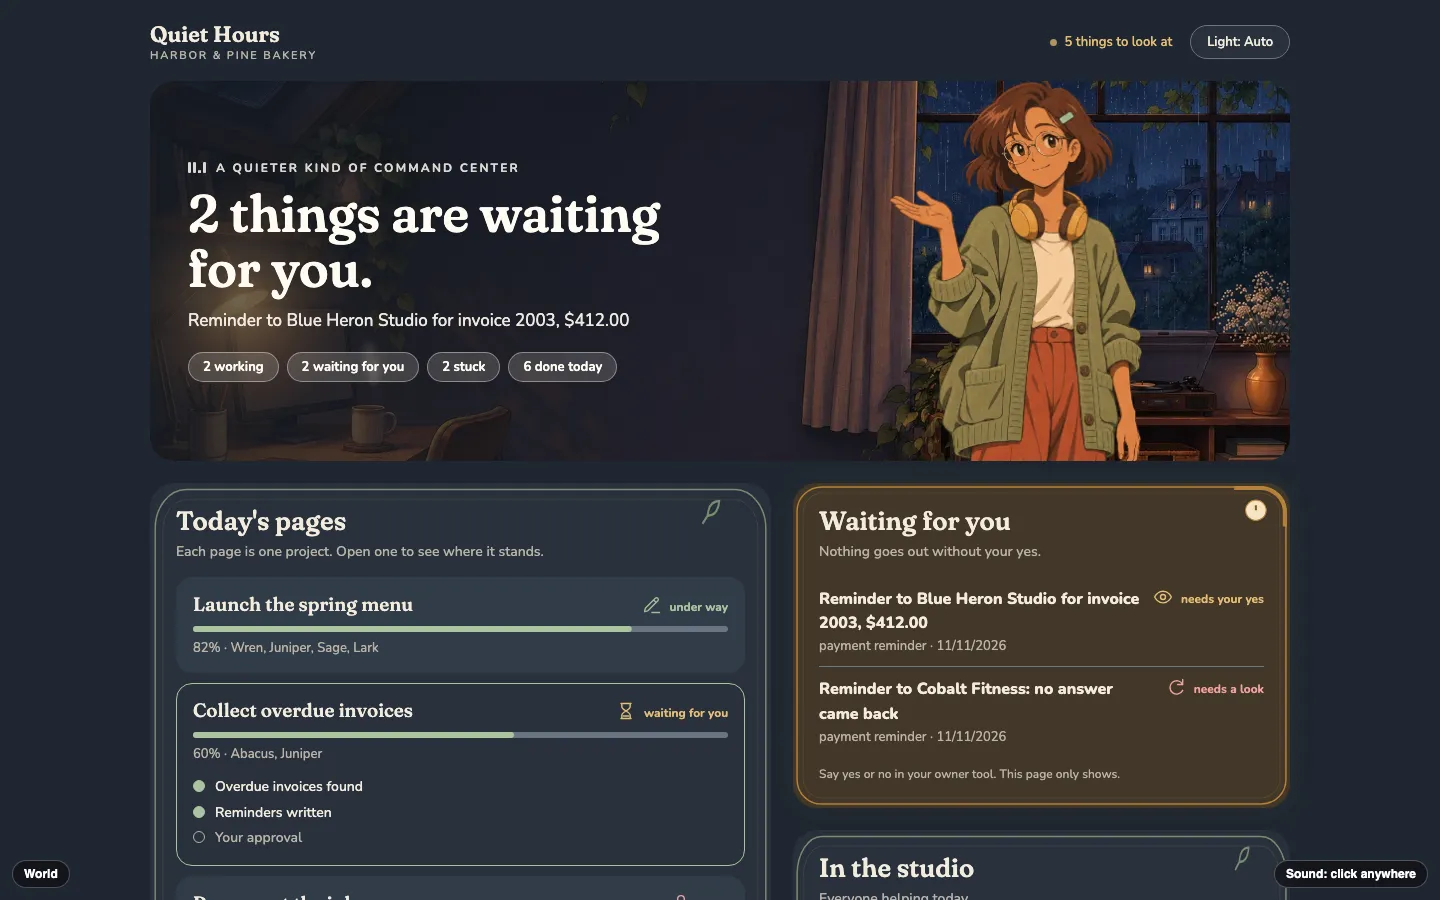 Quiet Hours
HARBOR & PINE BAKERY
5 things to look at
Light: Auto
A QUIETER KIND OF COMMAND CENTER
2 things are waiting
for you.
Reminder to Blue Heron Studio for invoice 2003, $412.00
2 working
2 waiting for you
2 stuck
6 done today
Today's pages
Each page is one project. Open one to see where it stands.
Launch the spring menu
under way
82% · Wren, Juniper, Sage, Lark
Collect overdue invoices
waiting for you
60% · Abacus, Juniper
Overdue invoices found
Reminders written
Your approval
Waiting for you
Nothing goes out without your yes.
Reminder to Blue Heron Studio for invoice
2003, $412.00
needs your yes
payment reminder · 11/11/2026
Reminder to Cobalt Fitness: no answer
came back
needs a look
payment reminder · 11/11/2026
Say yes or no in your owner tool. This page only shows.
In the studio
Everyone helping today
World
Sound: click anywhere